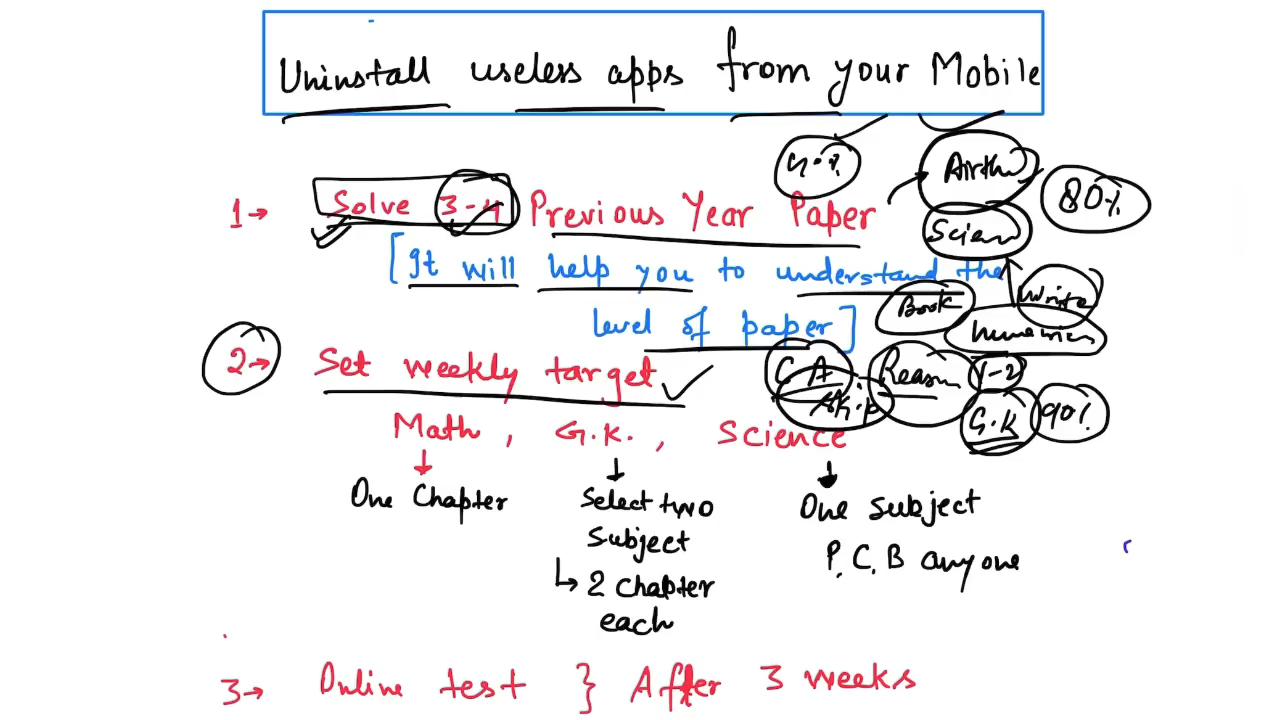 Uninstall useless apps from your Mobile
80%
1→ Solve 3-4 Previous Year Paper
Scien
[It will help you to understand the
Book Write
level of paper]
numerics
2→ Set weekly target
C A Reason 1-2
G.K 90%
Math, G.K., Science
One Chapter
Select two
subject
2 chapter
each
One subject
P.C.B anyone
3→ Online test } After 3 weeks